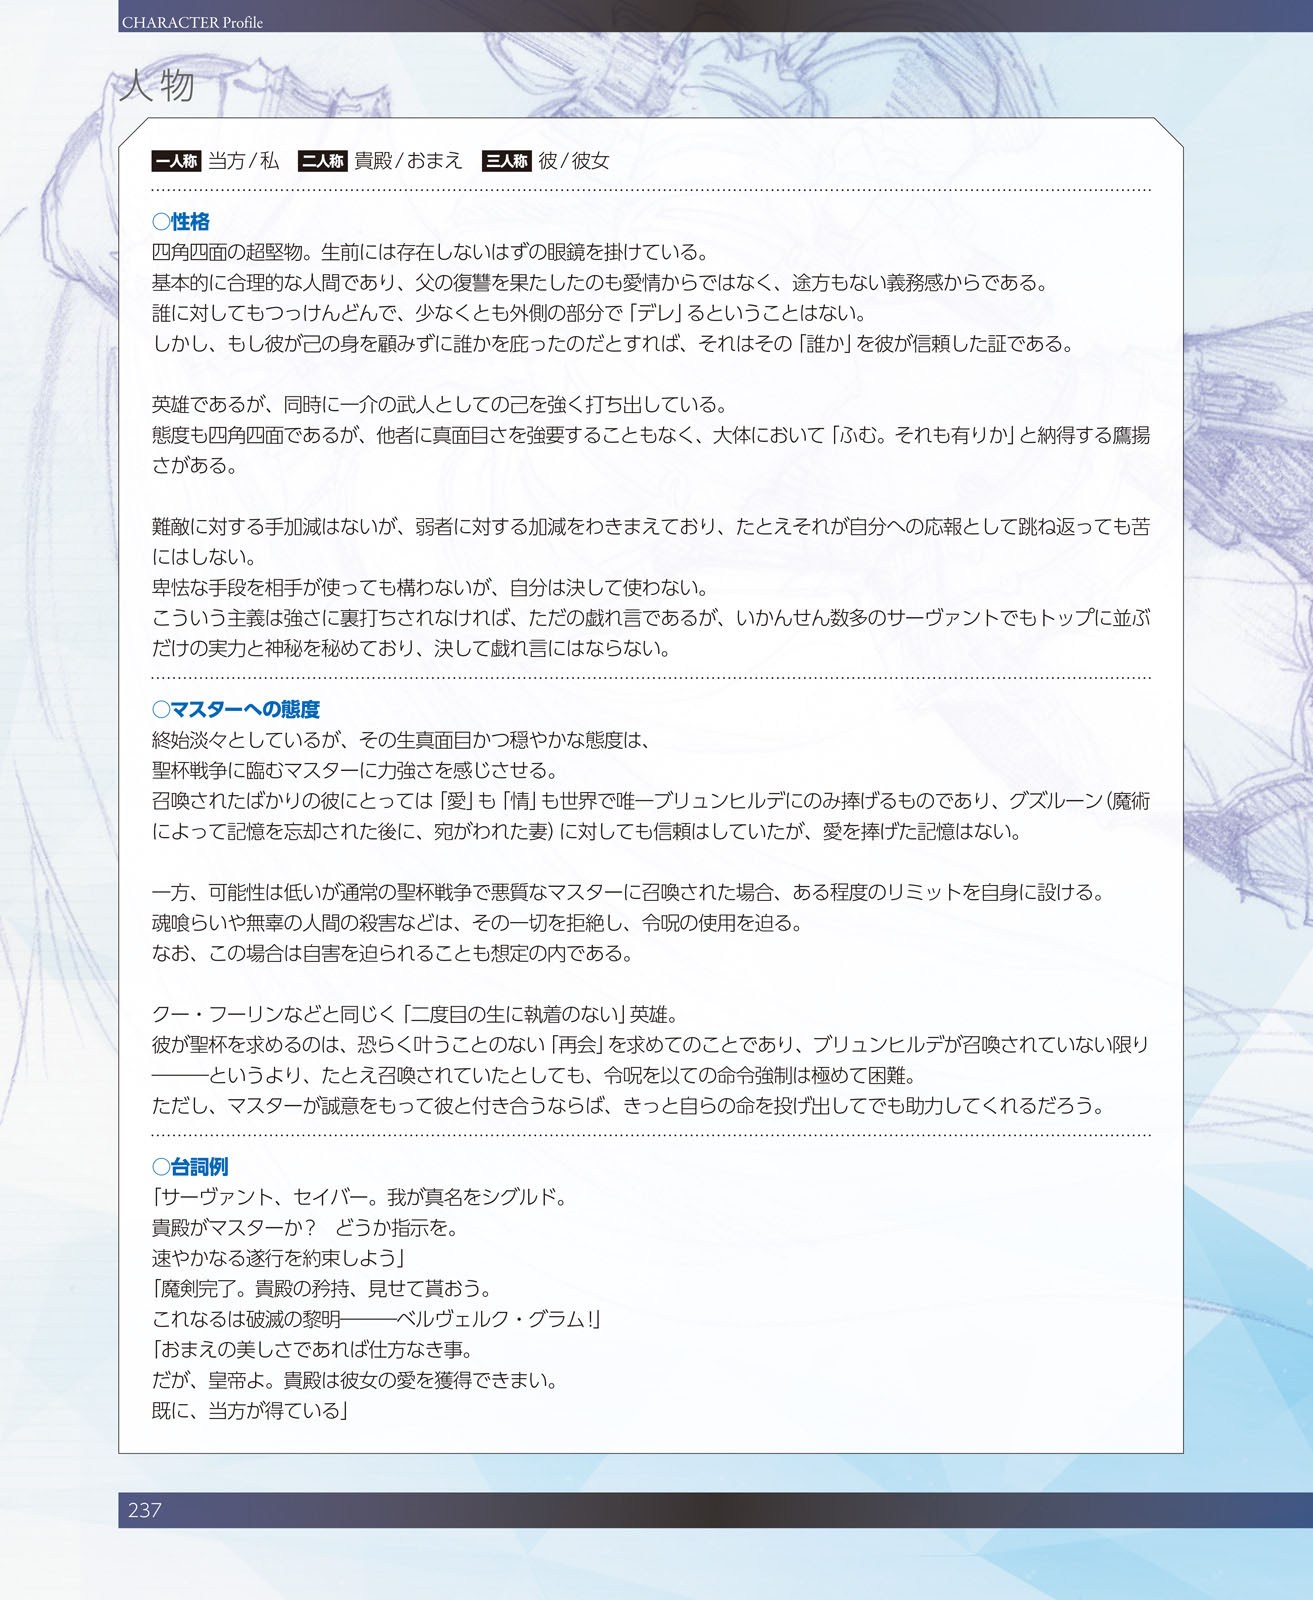 CHARACTER Profile
人物
一人称 当方/私 二人称 貴殿/おまえ 三人称 彼/彼女
○性格
四角四面の超堅物。生前には存在しないはずの眼鏡を掛けている。
基本的に合理的な人間であり、父の復讐を果たしたのも愛情からではなく、途方もない義務感からである。
誰に対してもつっけんどんで、少なくとも外側の部分で「デレ」るということはない。
しかし、もし彼が己の身を顧みずに誰かを庇ったのだとすれば、それはその「誰か」を彼が信頼した証である。
英雄であるが、同時に一介の武人としての己を強く打ち出している。
態度も四角四面であるが、他者に真面目さを強要することもなく、大体において「ふむ。それも有りか」と納得する鷹揚
さがある。
難敵に対する手加減はないが、弱者に対する加減をわきまえており、たとえそれが自分への応報として跳ね返っても苦
にはしない。
卑怯な手段を相手が使っても構わないが、自分は決して使わない。
こういう主義は強さに裏打ちされなければ、ただの戯れ言であるが、いかんせん数多のサーヴァントでもトップに並ぶ
だけの実力と神秘を秘めており、決して戯れ言にはならない。
○マスターへの態度
終始淡々としているが、その生真面目かつ穏やかな態度は、
聖杯戦争に臨むマスターに力強さを感じさせる。
召喚されたばかりの彼にとっては「愛」も「情」も世界で唯一ブリュンヒルデにのみ捧げるものであり、グズルーン(魔術
によって記憶を忘却された後に、宛がわれた妻)に対しても信頼はしていたが、愛を捧げた記憶はない。
一方、可能性は低いが通常の聖杯戦争で悪質なマスターに召喚された場合、ある程度のリミットを自身に設ける。
魂喰らいや無辜の人間の殺害などは、その一切を拒絶し、令呪の使用を迫る。
なお、この場合は自害を迫られることも想定の内である。
クー・フーリンなどと同じく「二度目の生に執着のない」英雄。
彼が聖杯を求めるのは、恐らく叶うことのない「再会」を求めてのことであり、ブリュンヒルデが召喚されていない限り
―――というより、たとえ召喚されていたとしても、令呪を以ての命令強制は極めて困難。
ただし、マスターが誠意をもって彼と付き合うならば、きっと自らの命を投げ出してでも助力してくれるだろう。
○台詞例
「サーヴァント、セイバー。我が真名をシグルド。
貴殿がマスターか? どうか指示を。
速やかなる遂行を約束しよう」
「魔剣完了。貴殿の矜持、見せて貰おう。
これなるは破滅の黎明―――ベルヴェルク・グラム!」
「おまえの美しさであれば仕方なき事。
だが、皇帝よ。貴殿は彼女の愛を獲得できまい。
既に、当方が得ている」
237